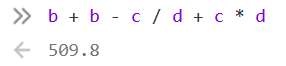 >> b + b - c / d + c * d
← 509.8